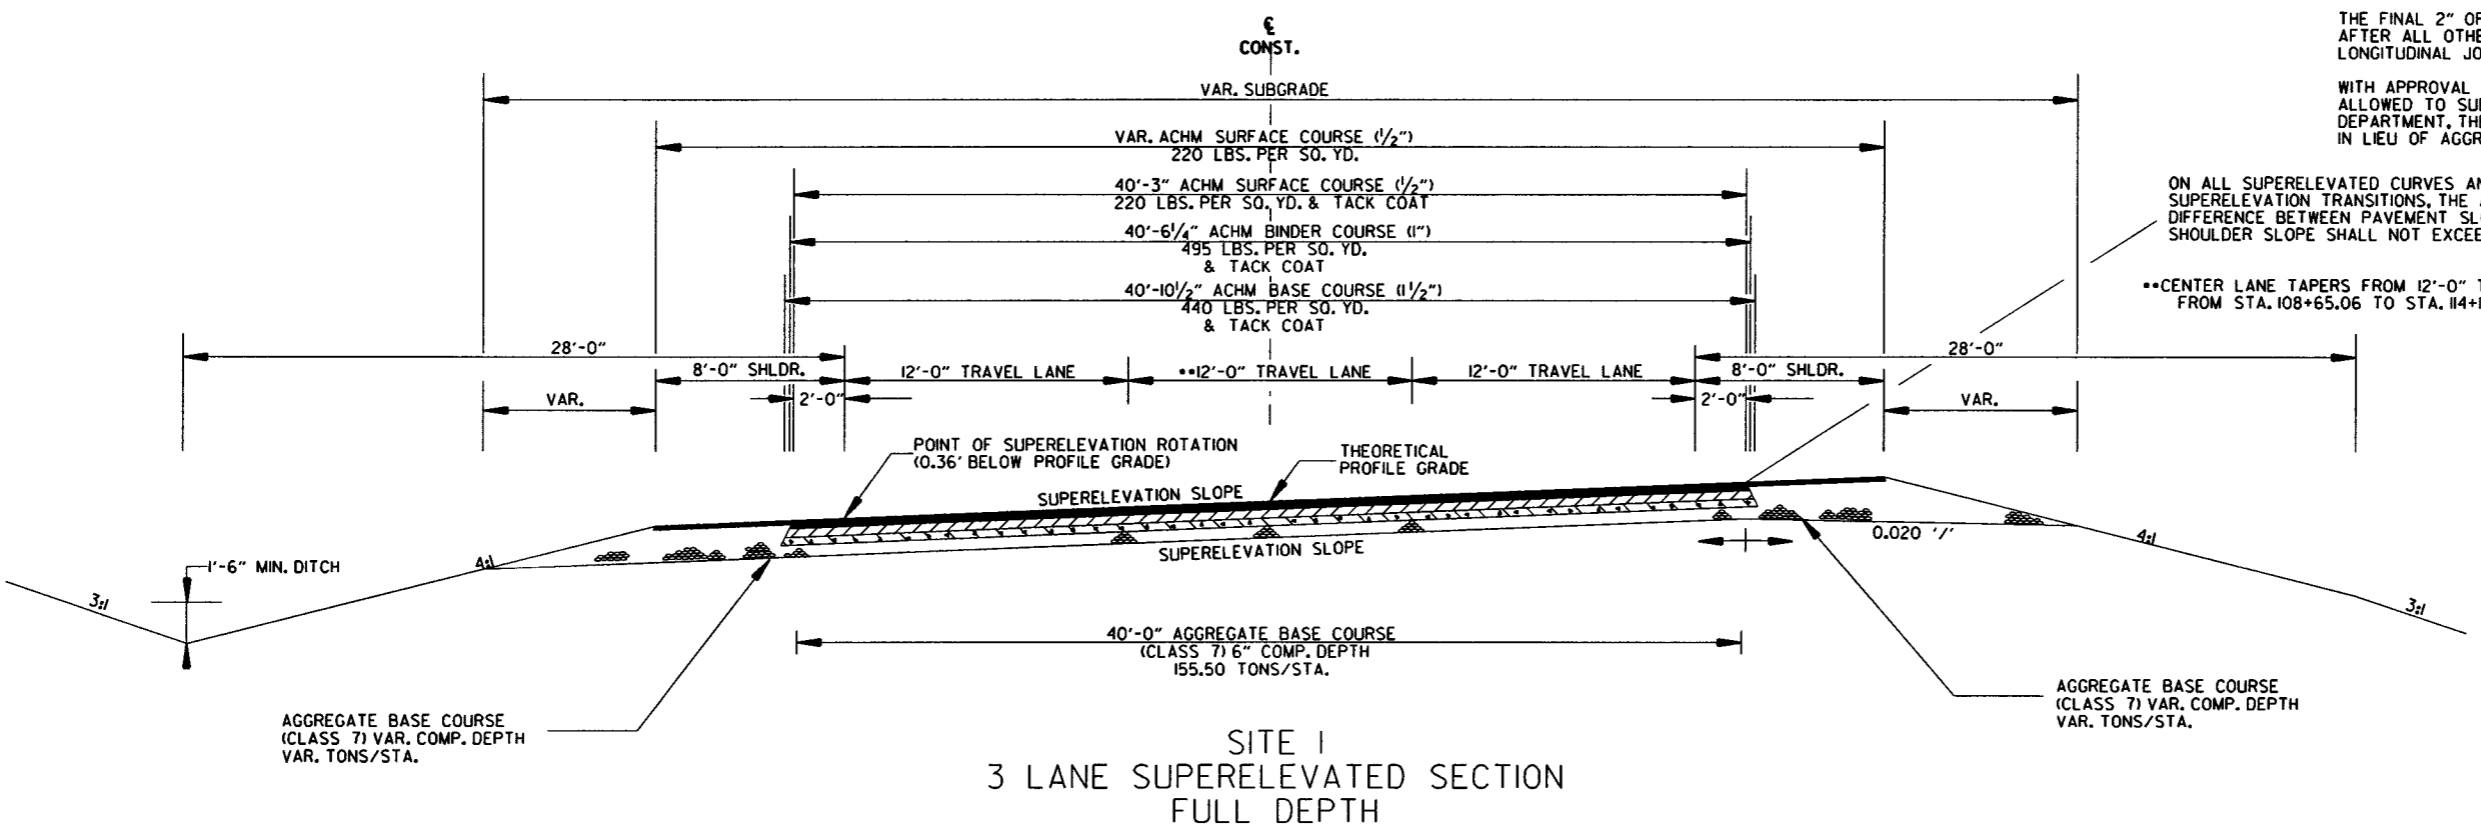 ℄
CONST.
THE FINAL 2" OF
AFTER ALL OTHE
LONGITUDINAL JO
WITH APPROVAL
ALLOWED TO SU
DEPARTMENT, THE
IN LIEU OF AGGR
VAR. SUBGRADE
VAR. ACHM SURFACE COURSE (1/2")
220 LBS. PER SQ. YD.
40'-3" ACHM SURFACE COURSE (1/2")
220 LBS. PER SQ. YD. & TACK COAT
40'-6 1/4" ACHM BINDER COURSE (1")
495 LBS. PER SQ. YD.
& TACK COAT
40'-10 1/2" ACHM BASE COURSE (1 1/2")
440 LBS. PER SQ. YD.
& TACK COAT
ON ALL SUPERELEVATED CURVES AN
SUPERELEVATION TRANSITIONS, THE
DIFFERENCE BETWEEN PAVEMENT SL
SHOULDER SLOPE SHALL NOT EXCEE
**CENTER LANE TAPERS FROM 12'-0" T
FROM STA. 108+65.06 TO STA. 114+1
28'-0"
28'-0"
8'-0" SHLDR.
12'-0" TRAVEL LANE
**12'-0" TRAVEL LANE
12'-0" TRAVEL LANE
8'-0" SHLDR.
VAR.
2'-0"
2'-0"
VAR.
POINT OF SUPERELEVATION ROTATION
(0.36' BELOW PROFILE GRADE)
THEORETICAL
PROFILE GRADE
SUPERELEVATION SLOPE
SUPERELEVATION SLOPE
0.020 '/'
1'-6" MIN. DITCH
4:1
4:1
3:1
3:1
40'-0" AGGREGATE BASE COURSE
(CLASS 7) 6" COMP. DEPTH
155.50 TONS/STA.
AGGREGATE BASE COURSE
(CLASS 7) VAR. COMP. DEPTH
VAR. TONS/STA.
AGGREGATE BASE COURSE
(CLASS 7) VAR. COMP. DEPTH
VAR. TONS/STA.
SITE 1
3 LANE SUPERELEVATED SECTION
FULL DEPTH